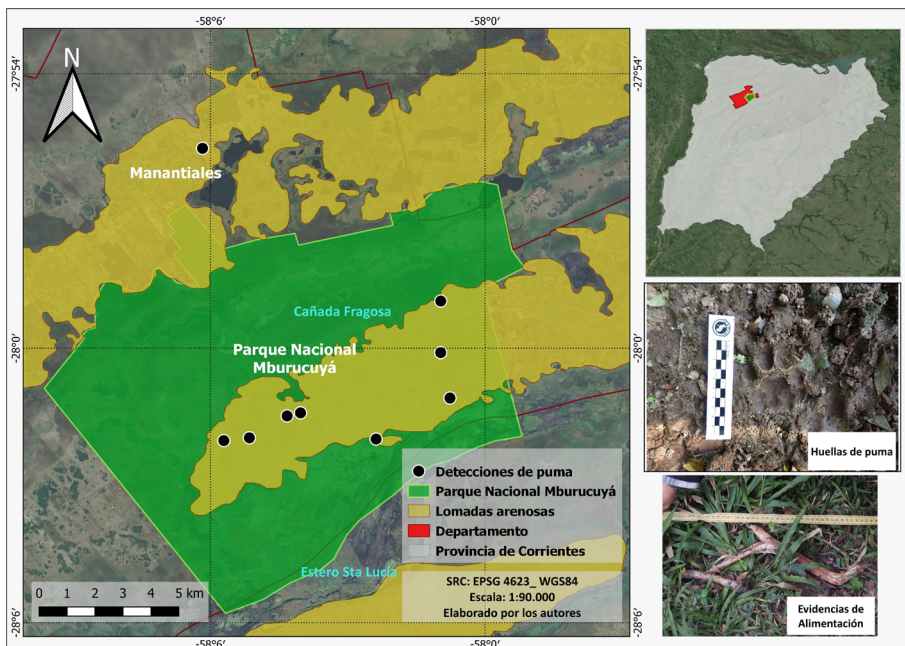 -58°6′
-58°0′
-27°54′
-27°54′
N
Manantiales
Cañada Fragosa
-28°0′
-28°0′
Parque Nacional
Mburucuyá
Detecciones de puma
Parque Nacional Mburucuyá
Lomadas arenosas
Departamento
Provincia de Corrientes
Estero Sta Lucía
SRC: EPSG 4623_ WGS84
Escala: 1:90.000
Elaborado por los autores
0 1 2 3 4 5 km
-28°6′
-28°6′
-58°6′
-58°0′
Huellas de puma
Evidencias de
Alimentación